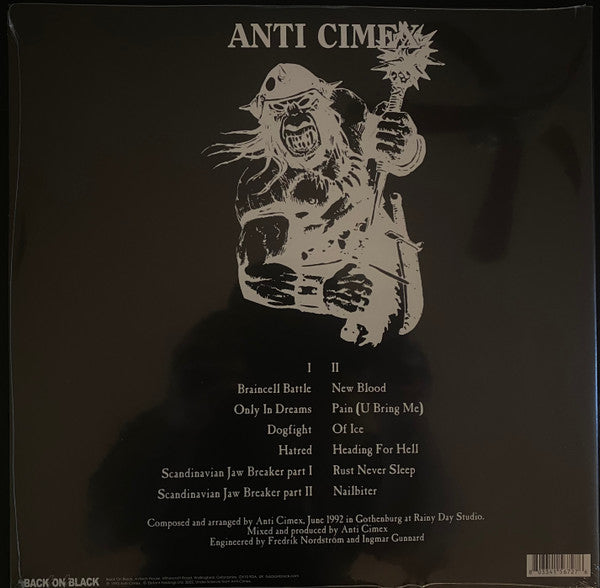 ANTI CIMEX
I II
Braincell Battle New Blood
Only In Dreams Pain (U Bring Me)
Dogfight Of Ice
Hatred Heading For Hell
Scandinavian Jaw Breaker part I Rust Never Sleep
Scandinavian Jaw Breaker part II Nailbiter
Composed and arranged by Anti Cimex, June 1992 in Gothenburg at Rainy Day Studio.
Mixed and produced by Anti Cimex
Engineered by Fredrik Nordström and Ingmar Gunnard
BACK ON BLACK